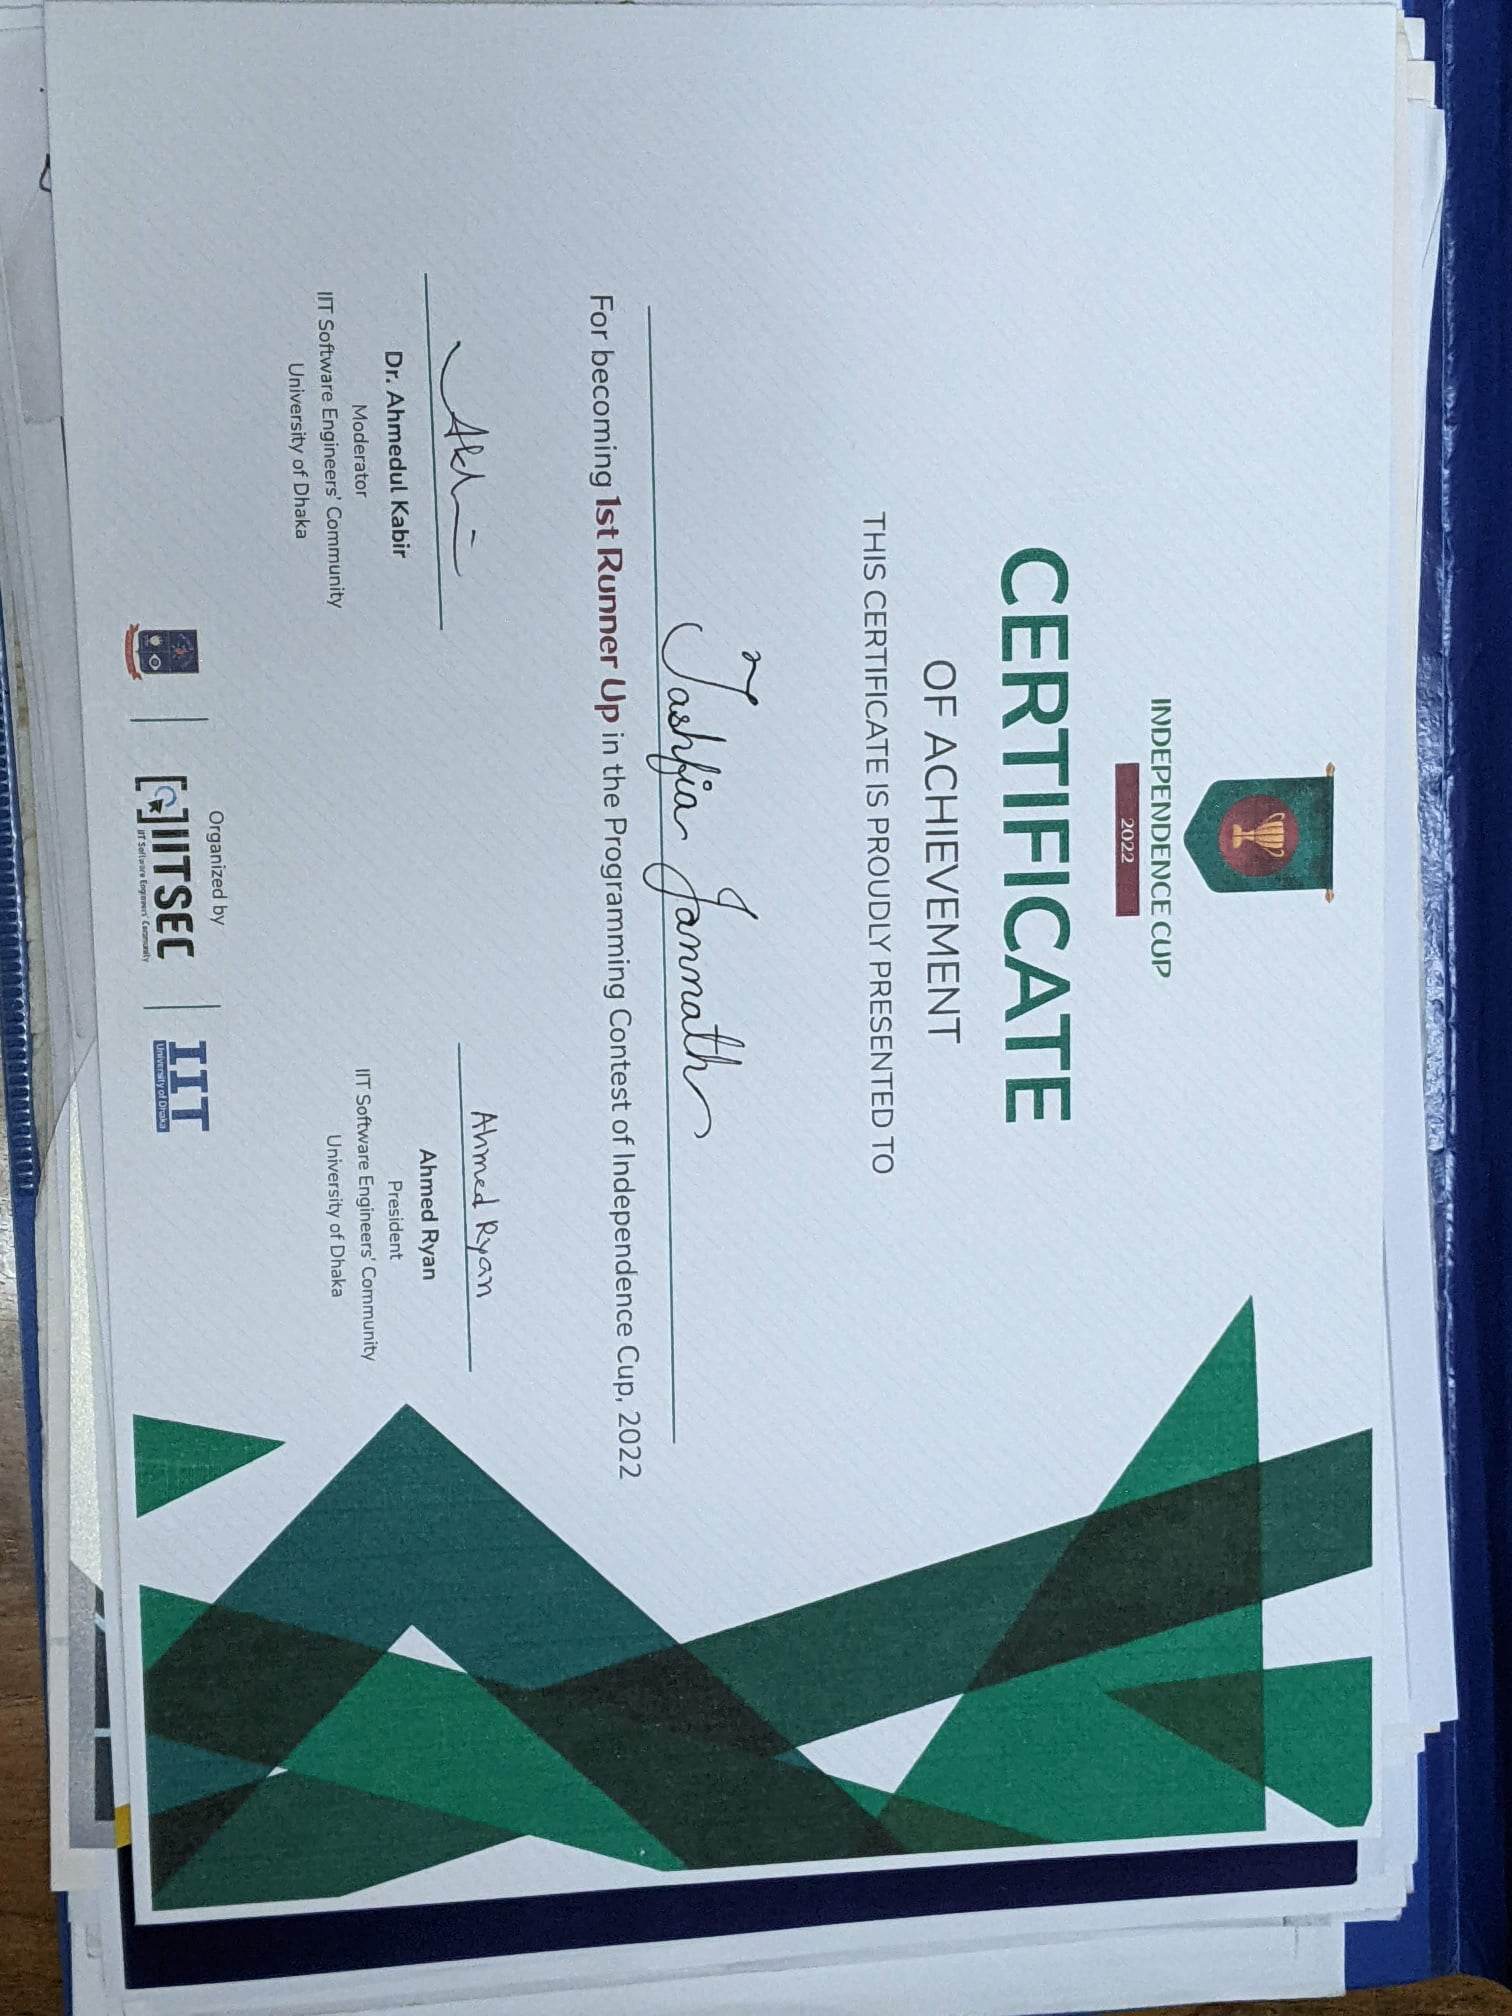 INDEPENDENCE CUP
2022
CERTIFICATE
OF ACHIEVEMENT
THIS CERTIFICATE IS PROUDLY PRESENTED TO
Tashfia Jannath
For becoming 1st Runner Up in the Programming Contest of Independence Cup, 2022
Dr. Ahmedul Kabir
Moderator
IIT Software Engineers' Community
University of Dhaka
Ahmed Ryan
Ahmed Ryan
President
IIT Software Engineers' Community
University of Dhaka
Organized by
IITSEC
IIT Software Engineers' Community
IIT
University of Dhaka